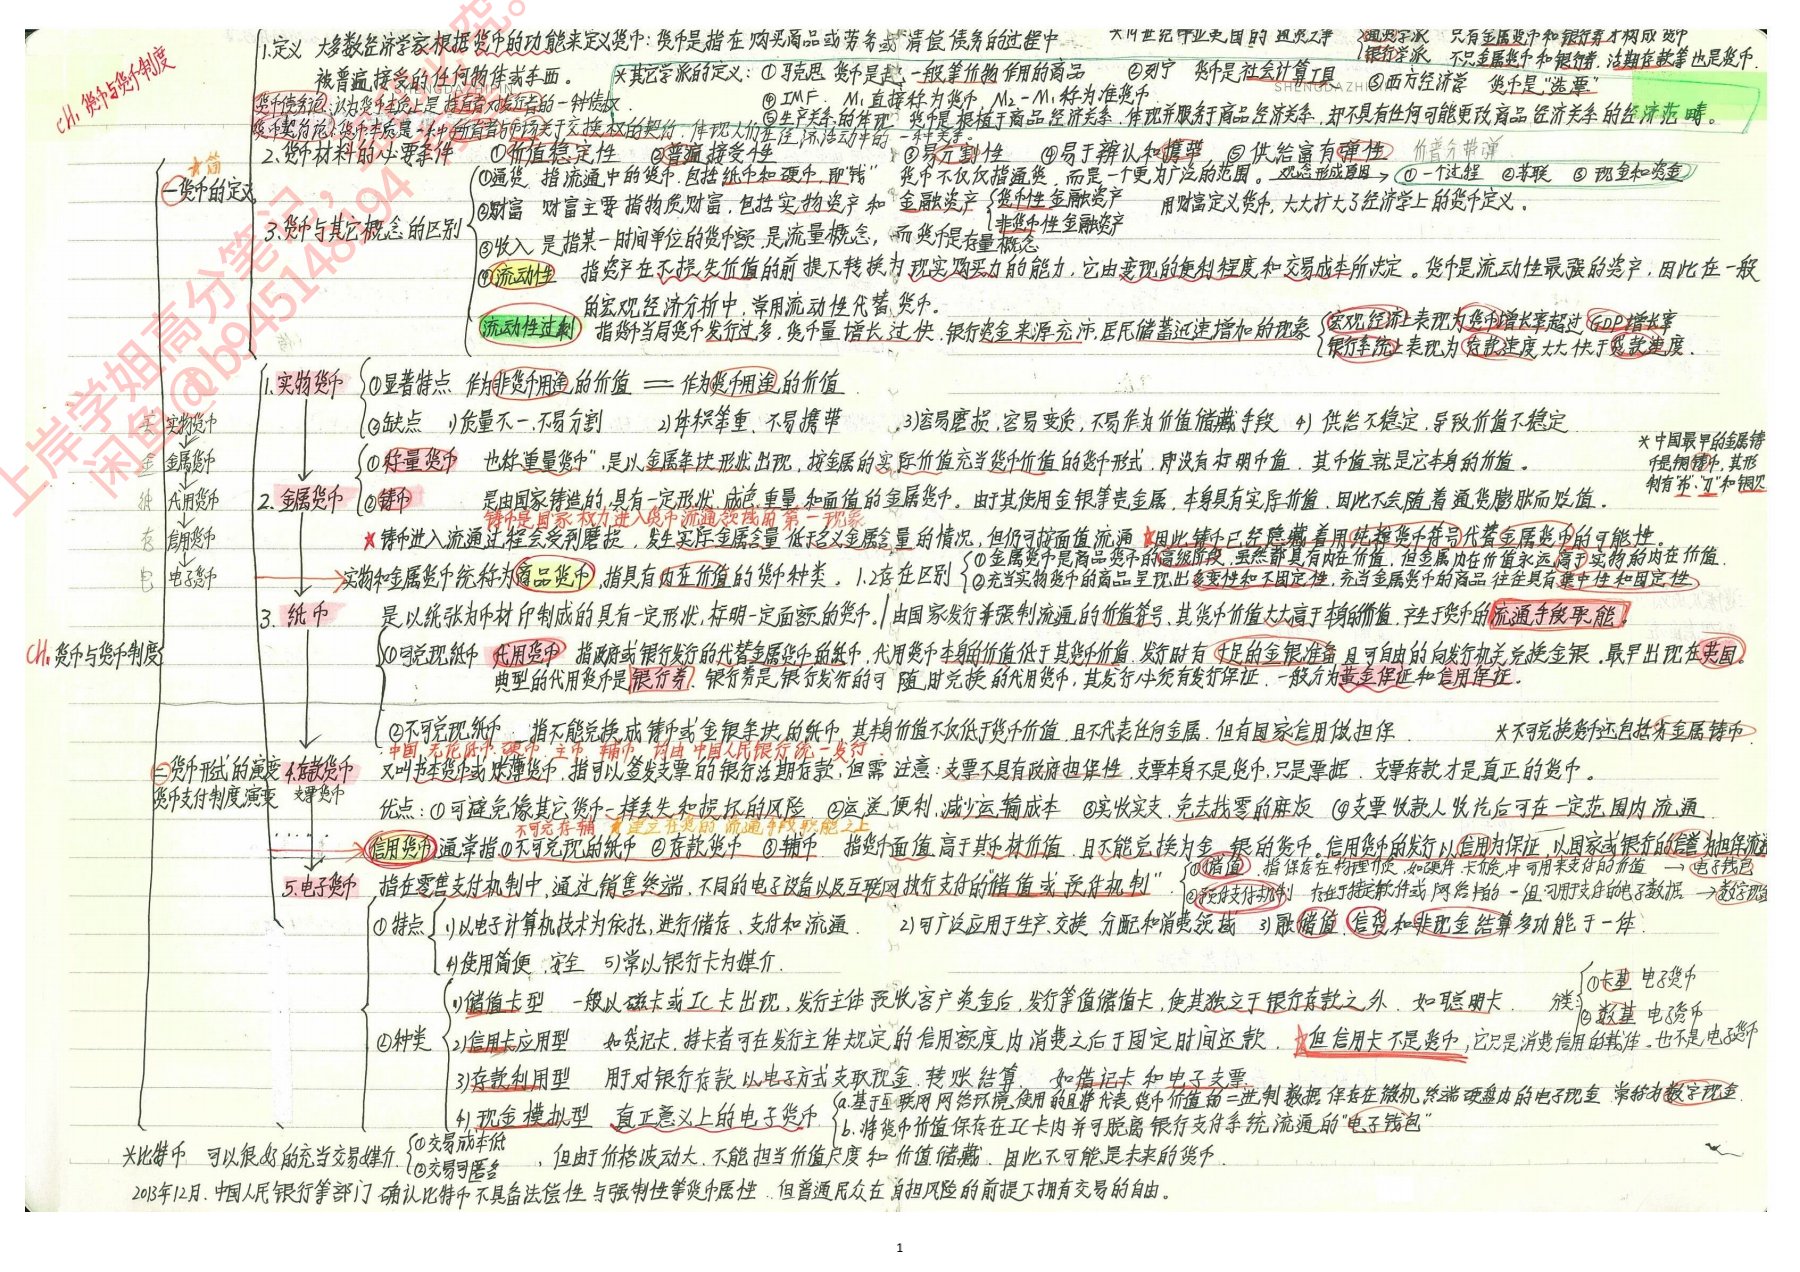 CH1 货币与货币制度
1.定义 大多数经济学家根据货币的功能来定义货币：货币是指在购买商品或劳务或清偿债务的过程中
通货学派 只有金属货币和银行券才构成货币
被普遍接受的任何物体或东西。
银行学派 不只金属货币和银行券，活期存款等也是货币.
*其它学派的定义：①马克思 货币是起一般等价物作用的商品 ②列宁 货币是社会计算工具 ③西方经济学 货币是“选票”
SHENGDAZHIPIN
SHENGDAZHIPIN
④IMF. M₁直接称为货币，M₂-M₁称为准货币
货币债务说：认为货币本质上是持有者对发行者的一种债权
⑤生产关系的体现 货币是根植于商品经济关系，体现并服务于商品经济关系，却不具有任何可能更改商品经济关系的经济范畴。
货币契约论：货币本质是一种所有者与市场关于交换权的契约，体现人们在经济活动中的一种关系。
2.货币材料的必要条件 ①价值稳定性 ②普遍接受性 ③易分割性 ④易于辨认和携带 ⑤供给富有弹性 价普分带弹
★简
一.货币的定义
3.货币与其它概念的区别
①通货 指流通中的货币，包括纸币和硬币，现“钱” 货币不仅仅指通货，而是一个更为广泛的范围。 ①一个过程 ②苏联 ③现金和资金
②财富 财富主要指物质财富，包括实物资产和金融资产 货币性金融资产 用财富定义货币，大大扩大了经济学上的货币定义。
非货币性金融资产
③收入 是指某一时间单位的货币额，是流量概念，而货币是存量概念
④流动性 指资产在不损失价值的前提下转换为现实购买力的能力，它由变现的便利程度和交易成本所决定。货币是流动性最强的资产，因此在一般
的宏观经济分析中，常用流动性代替货币.
流动性过剩 指货币当局货币发行过多，货币量增长过快，银行资金来源充沛，居民储蓄迅速增加的现象 宏观经济上表现为货币增长率超过GDP增长率
银行系统上表现为存款速度大大快于贷款速度.
1.实物货币 ①显著特点 作为非货币用途的价值 = 作为货币用途的价值
②缺点 1)质量不一，不易分割 2)体积笨重，不易携带 3)容易磨损，容易变质，不易作为价值储藏手段 4)供给不稳定，导致价值不稳定
实 实物货币
金 金属货币
纸 代用货币
存 信用货币
电 电子货币
*中国最早的金属铸
币是铜铸币，其形
制有“布”、“刀”和铜贝
①称量货币 也称“重量货币”，是以金属条块形状出现，按金属的实际价值充当货币价值的货币形式，即没有标明币值，其币值就是它本身的价值。
2.金属货币 ②铸币 是由国家铸造的，具有一定形状、成色、重量和面值的金属货币。由于其使用金银等贵金属，本身具有实际价值，因此不会随着通货膨胀而贬值。
铸币是国家权力进入货币流通领域的第一现象
★铸币进入流通过程会受到磨损，发生实际金属含量低于名义金属含量的情况，但仍可按面值流通 ★因此铸币已经隐藏着用纯粹货币符号代替金属货币的可能性。
实物和金属货币统称为商品货币，指具有内在价值的货币种类. 1.2存在区别 ①金属货币是商品货币的高级阶段，虽然都具有内在价值，但金属内在价值永远高于实物的内在价值.
②充当实物货币的商品呈现出多变性和不固定性，充当金属货币的商品往往具有集中性和固定性
3.纸币 是以纸张为币材印制成的具有一定形状，标明一定面额的货币./由国家发行并强制流通的价值符号，其货币价值大大高于本身的价值，产生于货币的流通手段职能.
CH1 货币与货币制度
①可兑现纸币 代用货币 指政府或银行发行的代替金属货币的纸币，代用货币本身的价值低于其货币价值，发行时有十足的金银准备且可自由的向发行机关兑换金银，最早出现在英国.
典型的代用货币是银行券，银行券是银行发行的可随时兑换的代用货币，其发行必须有发行保证，一般分为黄金保证和信用保证.
②不可兑现纸币 指不能兑换成铸币或金银条块的纸币，其本身价值不仅低于货币价值，且不代表任何金属，但有国家信用做担保 *不可兑换货币还包括劣金属铸币.
二.货币形式的演变
货币支付制度演变
4.存款货币
支票货币
又叫书本货币或账簿货币，指可以签发支票的银行活期存款，但需注意：支票不具有政府担保性，支票本身不是货币，只是票据，支票存款才是真正的货币。
优点：①可避免像其它货币一样丢失和损坏的风险 ②运送便利，减少运输成本 ③实收实支，免去找零的麻烦 ④支票收款人收讫后可在一定范围内流通
不可兑存辅 ★建立在货币的流通手段职能之上
信用货币 通常指①不可兑现的纸币 ②存款货币 ③辅币 指货币面值高于其币材价值，且不能兑换为金、银的货币。信用货币的发行以信用为保证，以国家或银行的信誉为担保流通
5.电子货币 指在零售支付机制中，通过销售终端，不同的电子设备以及互联网执行支付的“储值或预付机制” ①储值 指保存在物理介质，如硬件、卡介质，中可用来支付的价值 → 电子钱包
②预付支付机制 存在于特定软件或网络中的一组可用于支付的电子数据 → 数字现金
①特点 1)以电子计算机技术为依托，进行储存、支付和流通 2)可广泛应用于生产、交换、分配和消费领域 3)融储值、信贷和非现金结算多功能于一体
4)使用简便、安全 5)常以银行卡为媒介.
②种类 1)储值卡型 一般以磁卡或IC卡出现，发行主体预收客户资金后，发行等值储值卡，使其独立于银行存款之外. 如聪明卡. 分类 ①卡基电子货币
②数基电子货币
2)信用卡应用型 如贷记卡，持卡者可在发行主体规定的信用额度内消费之后于固定时间还款. ★但信用卡不是货币，它只是消费信用的载体，也不是电子货币
3)存款利用型 用于对银行存款以电子方式支取现金、转账结算 如借记卡和电子支票
4)现金模拟型 真正意义上的电子货币 a.基于互联网网络环境使用的且将代表货币价值的二进制数据保存在微机终端硬盘内的电子现金，常称为数字现金
b.将货币价值保存在IC卡内并可脱离银行支付系统流通的“电子钱包”
*比特币 可以很好的充当交易媒介 ①交易成本低 ②交易可匿名 ，但由于价格波动大，不能担当价值尺度和价值储藏，因此不可能是未来的货币.
2013年12月，中国人民银行等部门确认比特币不具备法偿性与强制性等货币属性，但普通民众在自担风险的前提下拥有交易的自由。
上岸学姐高分笔记，
闲鱼@b945148194
1